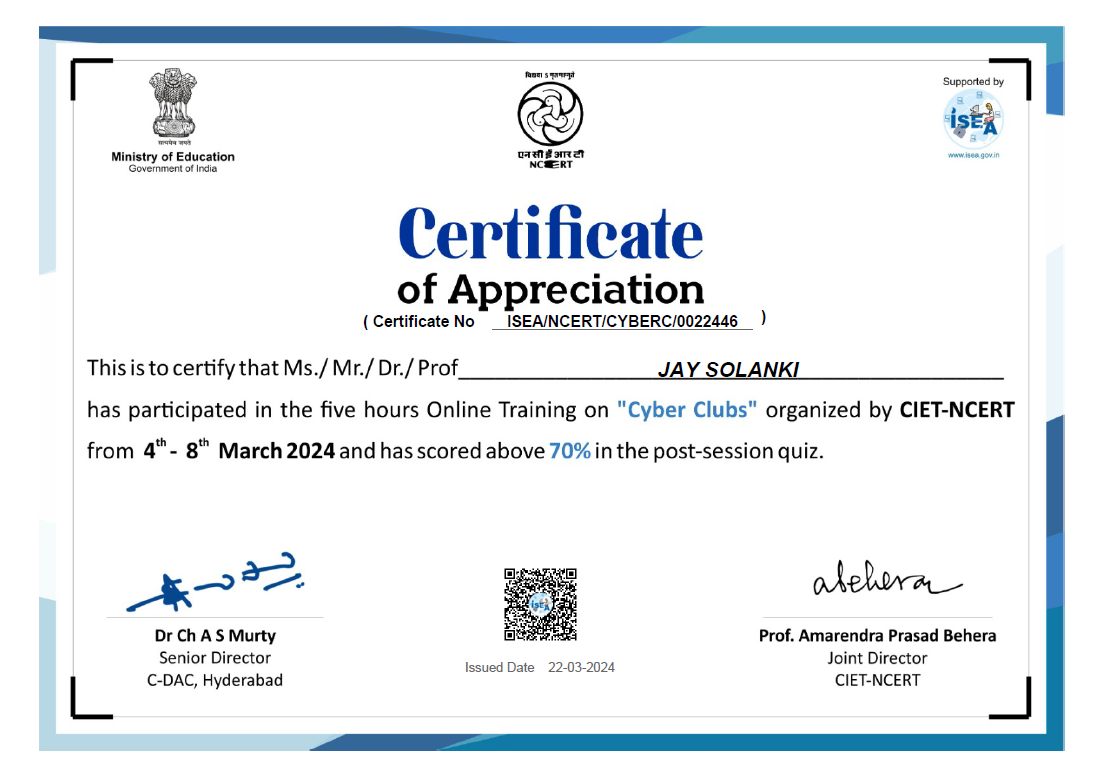 सत्यमेव जयते
Ministry of Education
Government of India
विद्यया ऽ मृतमश्नुते
एन सी ई आर टी
NCERT
Supported by
ISEA
www.isea.gov.in
Certificate
of Appreciation
( Certificate No ISEA/NCERT/CYBERC/0022446 )
This is to certify that Ms./ Mr./ Dr./ Prof JAY SOLANKI
has participated in the five hours Online Training on "Cyber Clubs" organized by CIET-NCERT
from 4th - 8th March 2024 and has scored above 70% in the post-session quiz.
abehera
ISEA
Dr Ch A S Murty
Senior Director
C-DAC, Hyderabad
Issued Date 22-03-2024
Prof. Amarendra Prasad Behera
Joint Director
CIET-NCERT